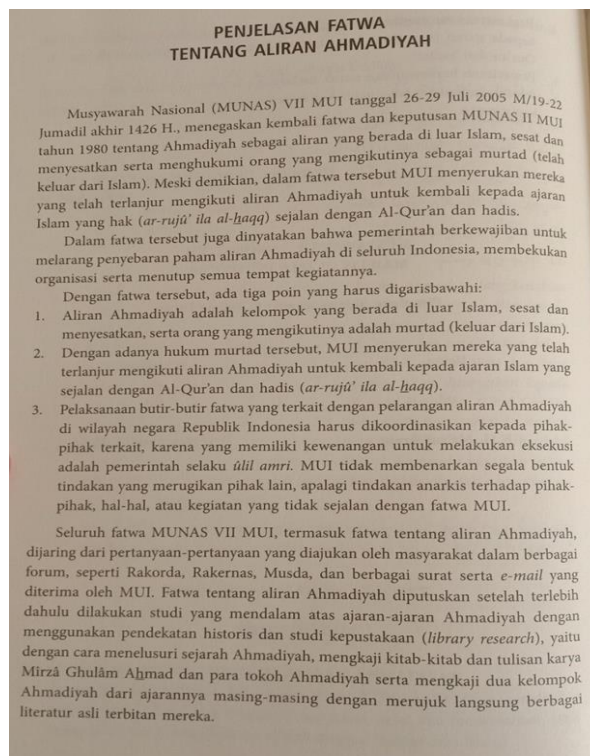 PENJELASAN FATWA
TENTANG ALIRAN AHMADIYAH
Musyawarah Nasional (MUNAS) VII MUI tanggal 26-29 Juli 2005 M/19-22
Jumadil akhir 1426 H., menegaskan kembali fatwa dan keputusan MUNAS II MUI
tahun 1980 tentang Ahmadiyah sebagai aliran yang berada di luar Islam, sesat dan
menyesatkan serta menghukumi orang yang mengikutinya sebagai murtad (telah
keluar dari Islam). Meski demikian, dalam fatwa tersebut MUI menyerukan mereka
yang telah terlanjur mengikuti aliran Ahmadiyah untuk kembali kepada ajaran
Islam yang hak (ar-rujû' ila al-ḥaqq) sejalan dengan Al-Qur'an dan hadis.
Dalam fatwa tersebut juga dinyatakan bahwa pemerintah berkewajiban untuk
melarang penyebaran paham aliran Ahmadiyah di seluruh Indonesia, membekukan
organisasi serta menutup semua tempat kegiatannya.
Dengan fatwa tersebut, ada tiga poin yang harus digarisbawahi:
1. Aliran Ahmadiyah adalah kelompok yang berada di luar Islam, sesat dan
menyesatkan, serta orang yang mengikutinya adalah murtad (keluar dari Islam).
2. Dengan adanya hukum murtad tersebut, MUI menyerukan mereka yang telah
terlanjur mengikuti aliran Ahmadiyah untuk kembali kepada ajaran Islam yang
sejalan dengan Al-Qur'an dan hadis (ar-rujû' ila al-ḥaqq).
3. Pelaksanaan butir-butir fatwa yang terkait dengan pelarangan aliran Ahmadiyah
di wilayah negara Republik Indonesia harus dikoordinasikan kepada pihak-
pihak terkait, karena yang memiliki kewenangan untuk melakukan eksekusi
adalah pemerintah selaku ûlil amri. MUI tidak membenarkan segala bentuk
tindakan yang merugikan pihak lain, apalagi tindakan anarkis terhadap pihak-
pihak, hal-hal, atau kegiatan yang tidak sejalan dengan fatwa MUI.
Seluruh fatwa MUNAS VII MUI, termasuk fatwa tentang aliran Ahmadiyah,
dijaring dari pertanyaan-pertanyaan yang diajukan oleh masyarakat dalam berbagai
forum, seperti Rakorda, Rakernas, Musda, dan berbagai surat serta e-mail yang
diterima oleh MUI. Fatwa tentang aliran Ahmadiyah diputuskan setelah terlebih
dahulu dilakukan studi yang mendalam atas ajaran-ajaran Ahmadiyah dengan
menggunakan pendekatan historis dan studi kepustakaan (library research), yaitu
dengan cara menelusuri sejarah Ahmadiyah, mengkaji kitab-kitab dan tulisan karya
Mîrzâ Ghulâm Aḥmad dan para tokoh Ahmadiyah serta mengkaji dua kelompok
Ahmadiyah dari ajarannya masing-masing dengan merujuk langsung berbagai
literatur asli terbitan mereka.